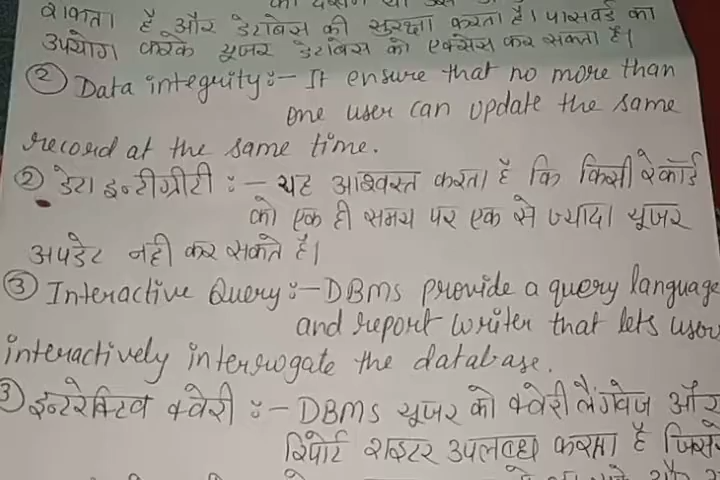 सकता है और डेटाबेस की सुरक्षा करता है। पासवर्ड का
उपयोग करके यूजर डेटाबेस को एक्सेस कर सकता है।
② Data integrity :- It ensure that no more than
one user can update the same
record at the same time.
② डेटा इन्टीग्रीटी :- यह आश्वस्त करता है कि किसी रेकॉर्ड
को एक ही समय पर एक से ज्यादा यूजर
अपडेट नही कर सकते है।
③ Interactive Query :- DBMS provide a query language
and report writer that lets user
interactively interrogate the database.
③ इन्टरेक्टिव क्वेरी :- DBMS यूजर को क्वेरी लैंग्वेज और
रिपोर्ट राइटर उपलब्ध करता है जिससे